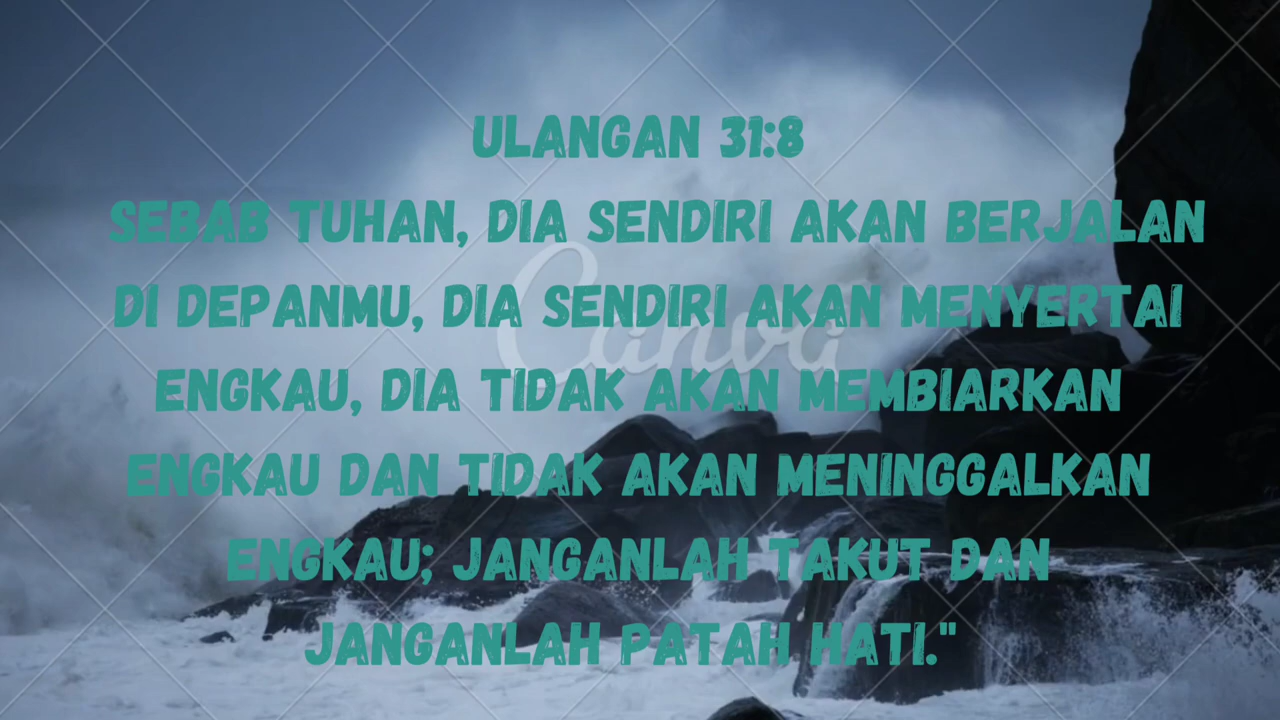 ULANGAN 31:8
SEBAB TUHAN, DIA SENDIRI AKAN BERJALAN
DI DEPANMU, DIA SENDIRI AKAN MENYERTAI
Canva
ENGKAU, DIA TIDAK AKAN MEMBIARKAN
ENGKAU DAN TIDAK AKAN MENINGGALKAN
ENGKAU; JANGANLAH TAKUT DAN
JANGANLAH PATAH HATI."